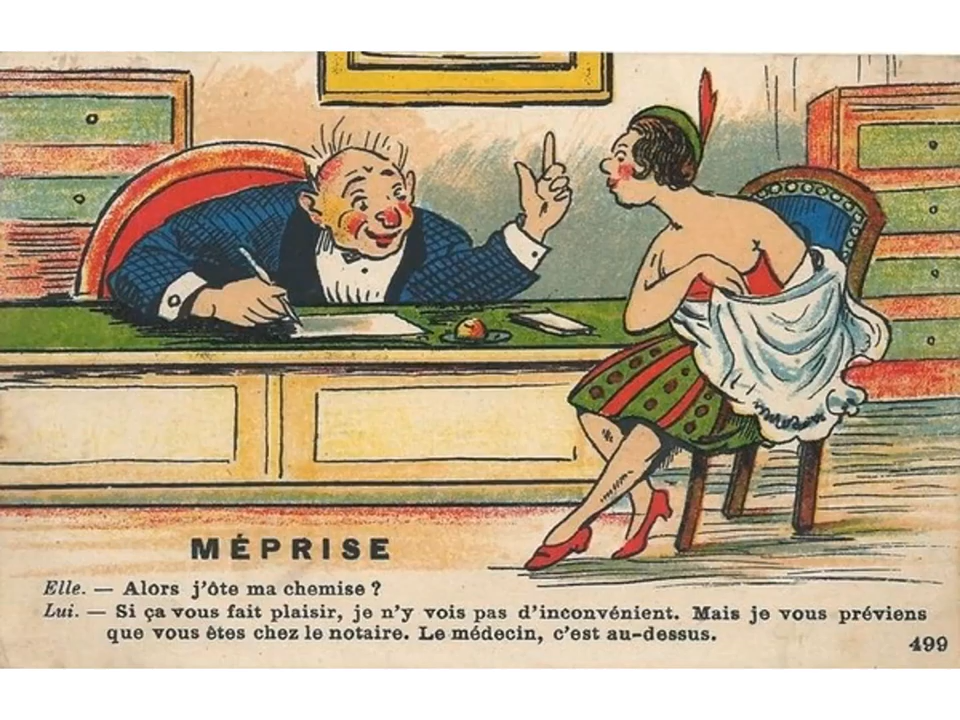 MÉPRISE
Elle. — Alors j'ôte ma chemise ?
Lui. — Si ça vous fait plaisir, je n'y vois pas d'inconvénient. Mais je vous préviens
que vous êtes chez le notaire. Le médecin, c'est au-dessus.
499